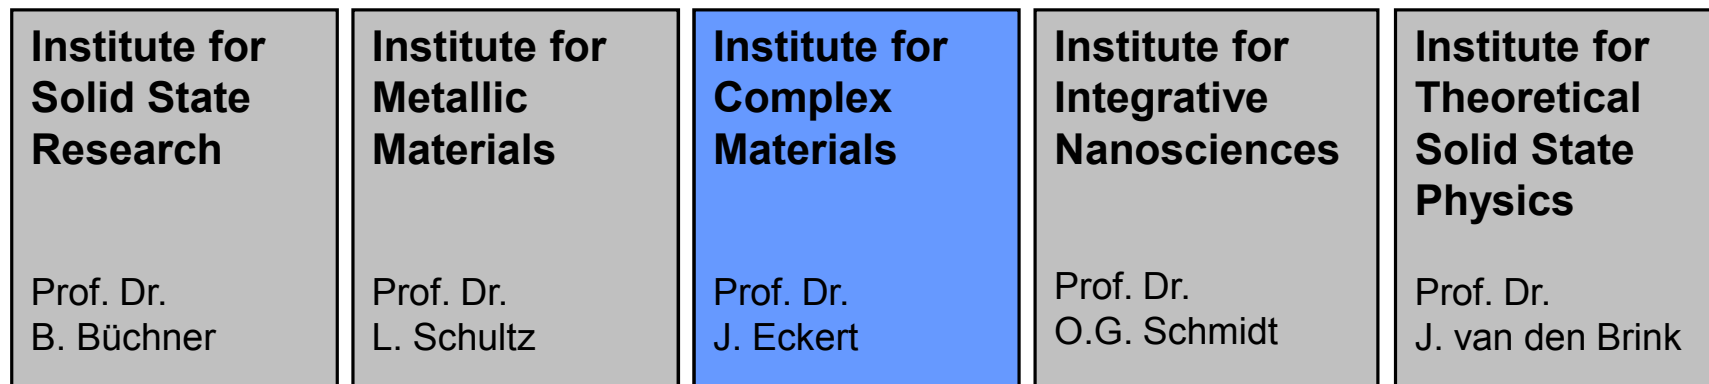 Institute for
Solid State
Research
Prof. Dr.
B. Büchner
Institute for
Metallic
Materials
Prof. Dr.
L. Schultz
Institute for
Complex
Materials
Prof. Dr.
J. Eckert
Institute for
Integrative
Nanosciences
Prof. Dr.
O.G. Schmidt
Institute for
Theoretical
Solid State
Physics
Prof. Dr.
J. van den Brink